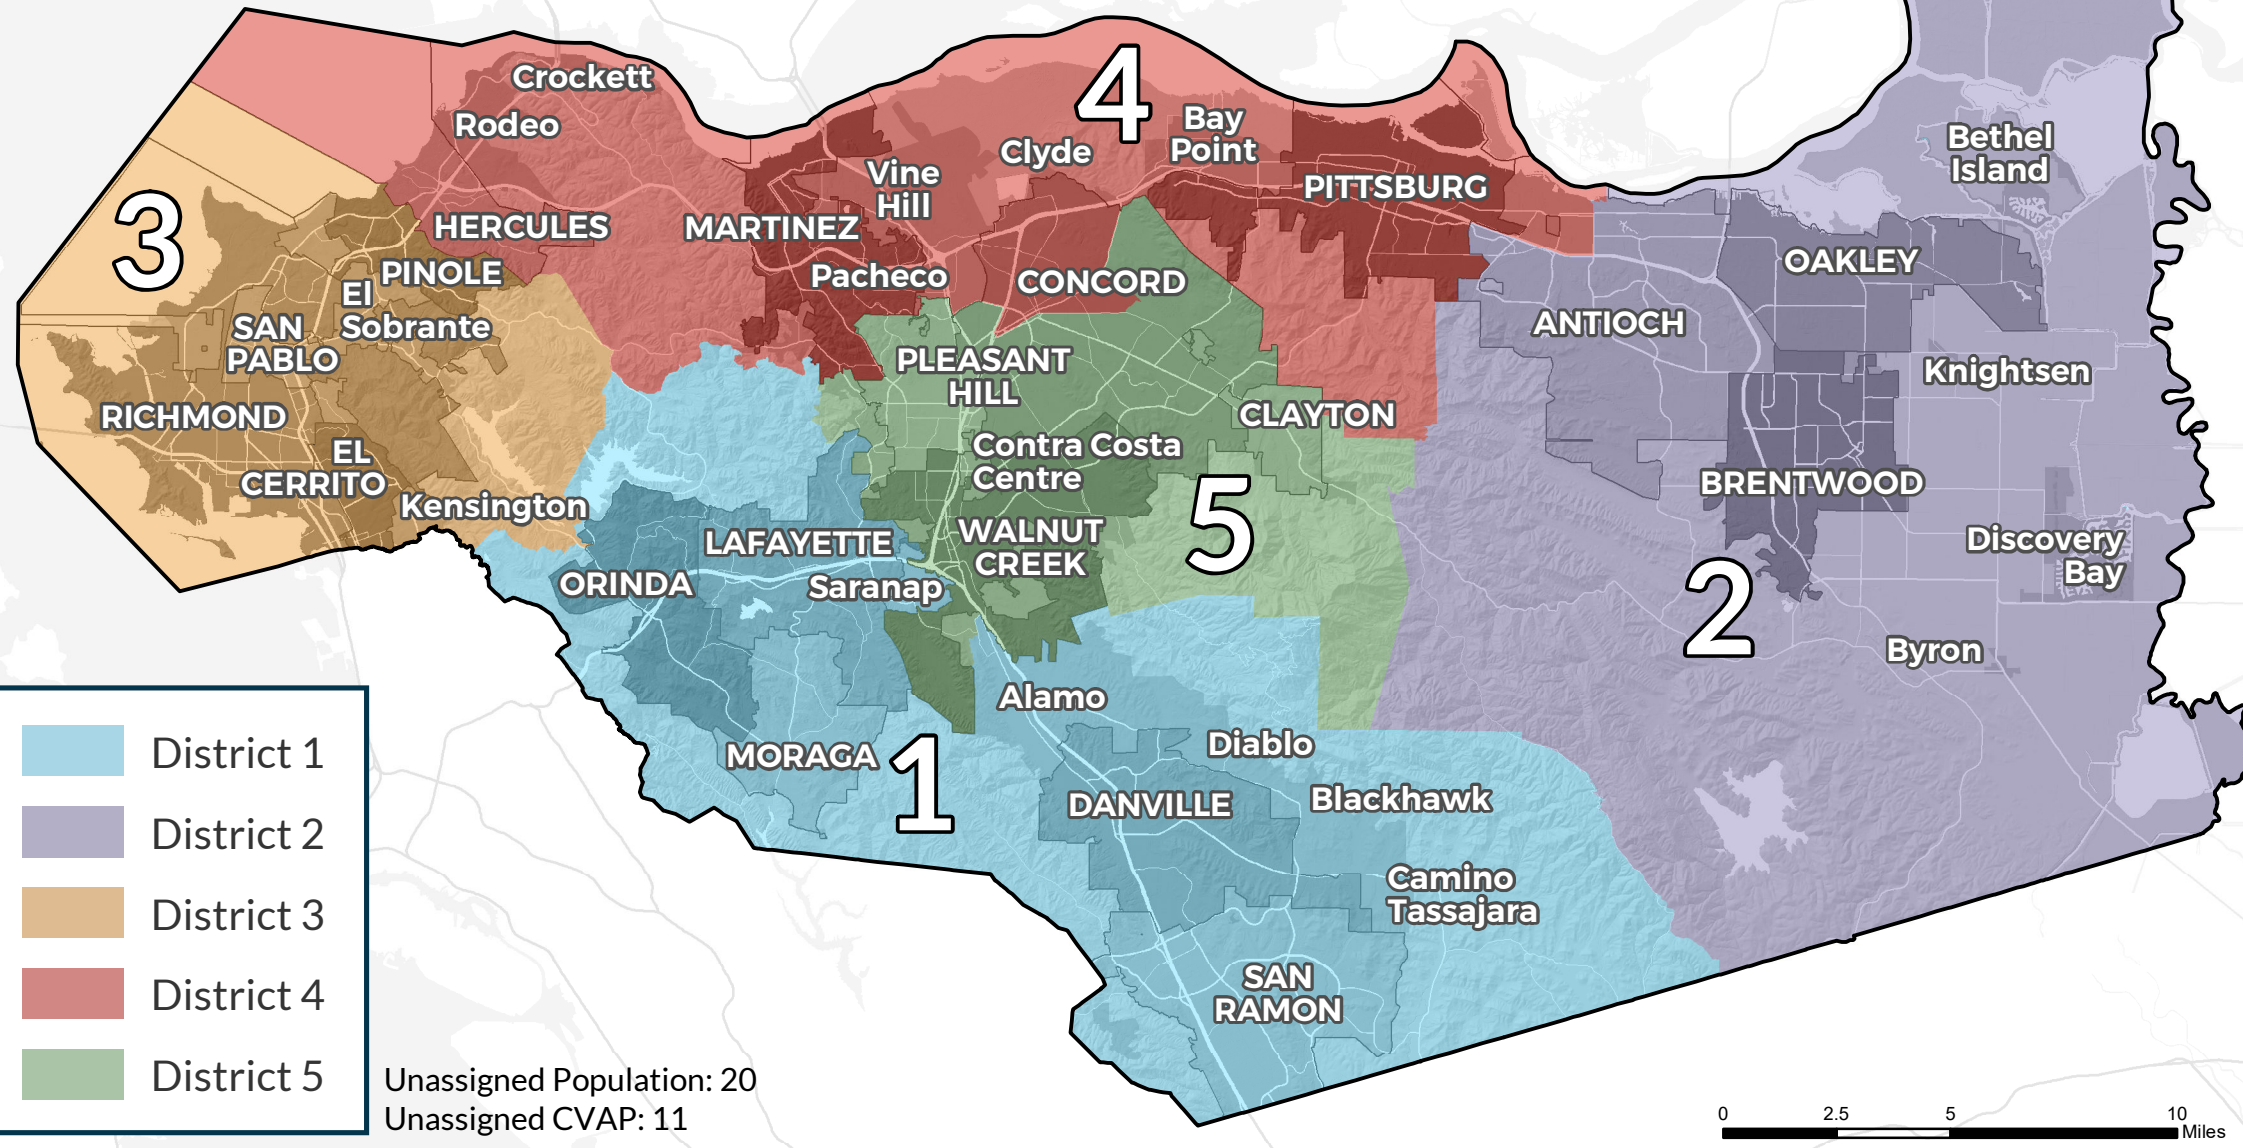 Crockett
Rodeo
4
Bay
Point
Clyde
Vine
Hill
Bethel
Island
PITTSBURG
3
HERCULES
MARTINEZ
PINOLE
Pacheco
CONCORD
OAKLEY
El
Sobrante
SAN
PABLO
ANTIOCH
PLEASANT
HILL
Knightsen
RICHMOND
CLAYTON
EL
CERRITO
Contra Costa
Centre
Kensington
BRENTWOOD
5
WALNUT
CREEK
LAFAYETTE
Discovery
Bay
ORINDA
Saranap
2
Byron
Alamo
Diablo
MORAGA
1
Blackhawk
DANVILLE
Camino
Tassajara
SAN
RAMON
District 1
District 2
District 3
District 4
District 5
Unassigned Population: 20
Unassigned CVAP: 11
0 2.5 5 10
Miles